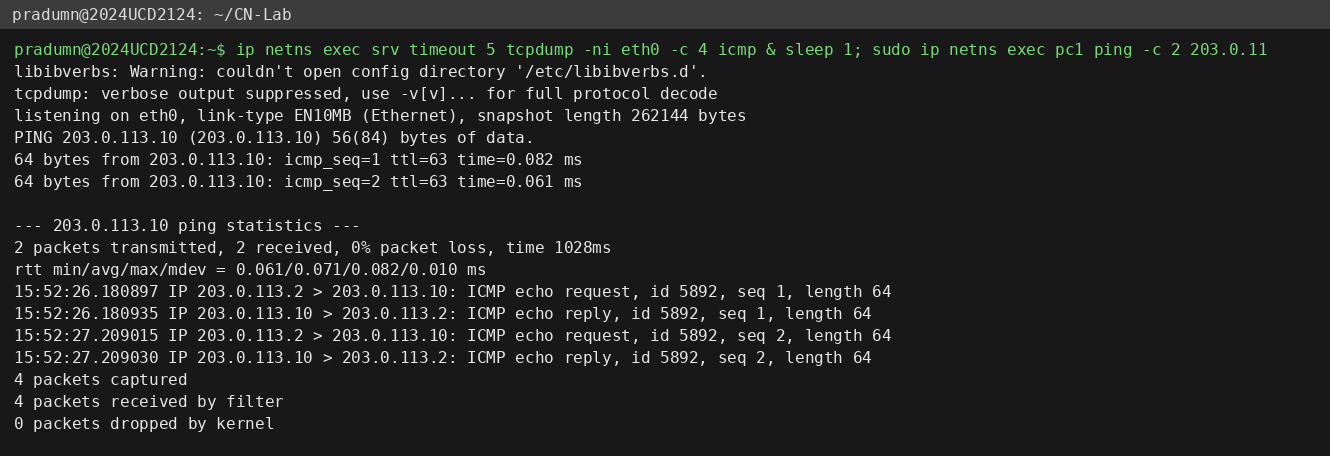 pradumn@2024UCD2124: ~/CN-Lab
pradumn@2024UCD2124:~$ ip netns exec srv timeout 5 tcpdump -ni eth0 -c 4 icmp & sleep 1; sudo ip netns exec pc1 ping -c 2 203.0.11
libibverbs: Warning: couldn't open config directory '/etc/libibverbs.d'.
tcpdump: verbose output suppressed, use -v[v]... for full protocol decode
listening on eth0, link-type EN10MB (Ethernet), snapshot length 262144 bytes
PING 203.0.113.10 (203.0.113.10) 56(84) bytes of data.
64 bytes from 203.0.113.10: icmp_seq=1 ttl=63 time=0.082 ms
64 bytes from 203.0.113.10: icmp_seq=2 ttl=63 time=0.061 ms

--- 203.0.113.10 ping statistics ---
2 packets transmitted, 2 received, 0% packet loss, time 1028ms
rtt min/avg/max/mdev = 0.061/0.071/0.082/0.010 ms
15:52:26.180897 IP 203.0.113.2 > 203.0.113.10: ICMP echo request, id 5892, seq 1, length 64
15:52:26.180935 IP 203.0.113.10 > 203.0.113.2: ICMP echo reply, id 5892, seq 1, length 64
15:52:27.209015 IP 203.0.113.2 > 203.0.113.10: ICMP echo request, id 5892, seq 2, length 64
15:52:27.209030 IP 203.0.113.10 > 203.0.113.2: ICMP echo reply, id 5892, seq 2, length 64
4 packets captured
4 packets received by filter
0 packets dropped by kernel